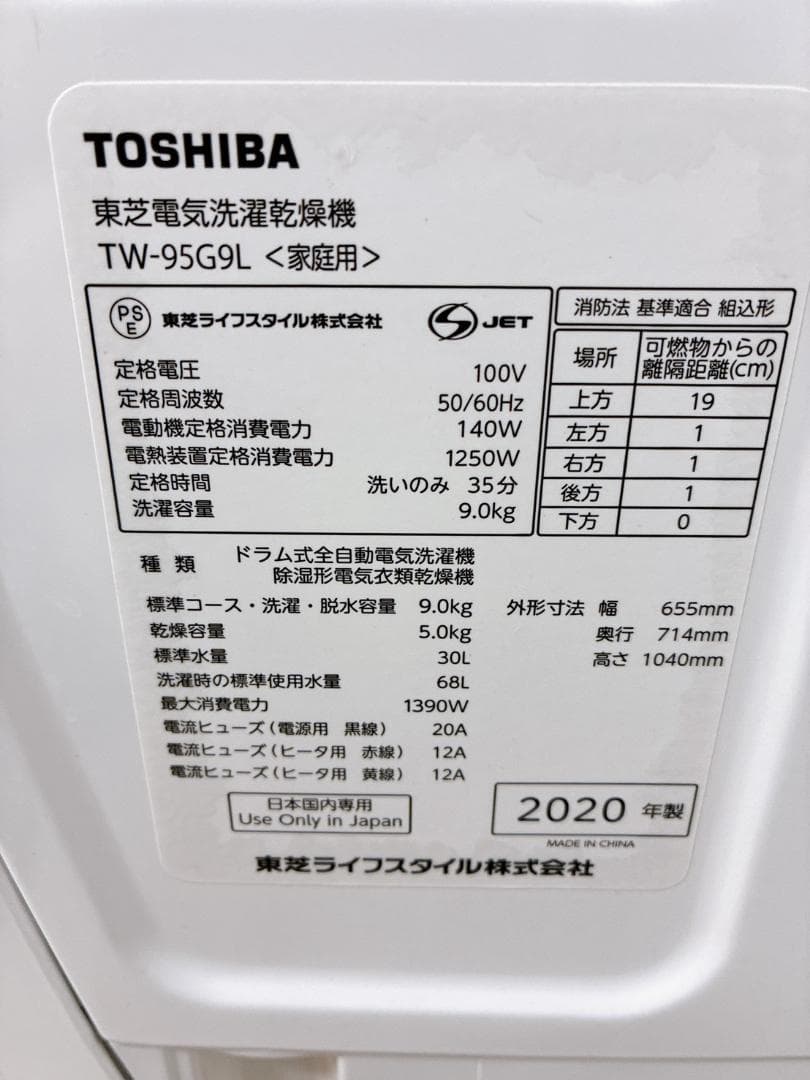 TOSHIBA
東芝電気洗濯乾燥機
TW-95G9L <家庭用>
PSE 東芝ライフスタイル株式会社 S JET
定格電圧 100V
定格周波数 50/60Hz
電動機定格消費電力 140W
電熱装置定格消費電力 1250W
定格時間 洗いのみ 35分
洗濯容量 9.0kg
消防法 基準適合 組込形
場所 可燃物からの離隔距離(cm)
上方 19
左方 1
右方 1
後方 1
下方 0
種類 ドラム式全自動電気洗濯機
除湿形電気衣類乾燥機
標準コース・洗濯・脱水容量 9.0kg
乾燥容量 5.0kg
標準水量 30L
洗濯時の標準使用水量 68L
最大消費電力 1390W
電流ヒューズ(電源用 黒線) 20A
電流ヒューズ(ヒータ用 赤線) 12A
電流ヒューズ(ヒータ用 黄線) 12A
外形寸法 幅 655mm
奥行 714mm
高さ 1040mm
日本国内専用
Use Only in Japan
2020 年製
MADE IN CHINA
東芝ライフスタイル株式会社